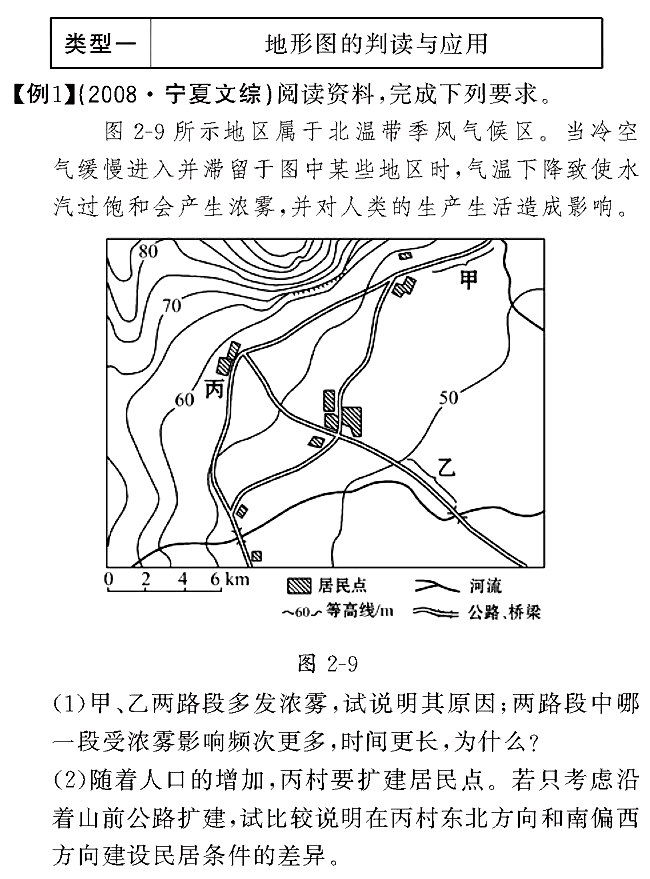 类型一 地形图的判读与应用
【例1】(2008·宁夏文综)阅读资料,完成下列要求。
图 2-9 所示地区属于北温带季风气候区。当冷空
气缓慢进入并滞留于图中某些地区时,气温下降致使水
汽过饱和会产生浓雾,并对人类的生产生活造成影响。
80
甲
70
丙
60
50
乙
0 2 4 6 km
居民点 河流
~60~等高线/m 公路、桥梁
图 2-9
(1)甲、乙两路段多发浓雾,试说明其原因;两路段中哪
一段受浓雾影响频次更多,时间更长,为什么?
(2)随着人口的增加,丙村要扩建居民点。若只考虑沿
着山前公路扩建,试比较说明在丙村东北方向和南偏西
方向建设民居条件的差异。